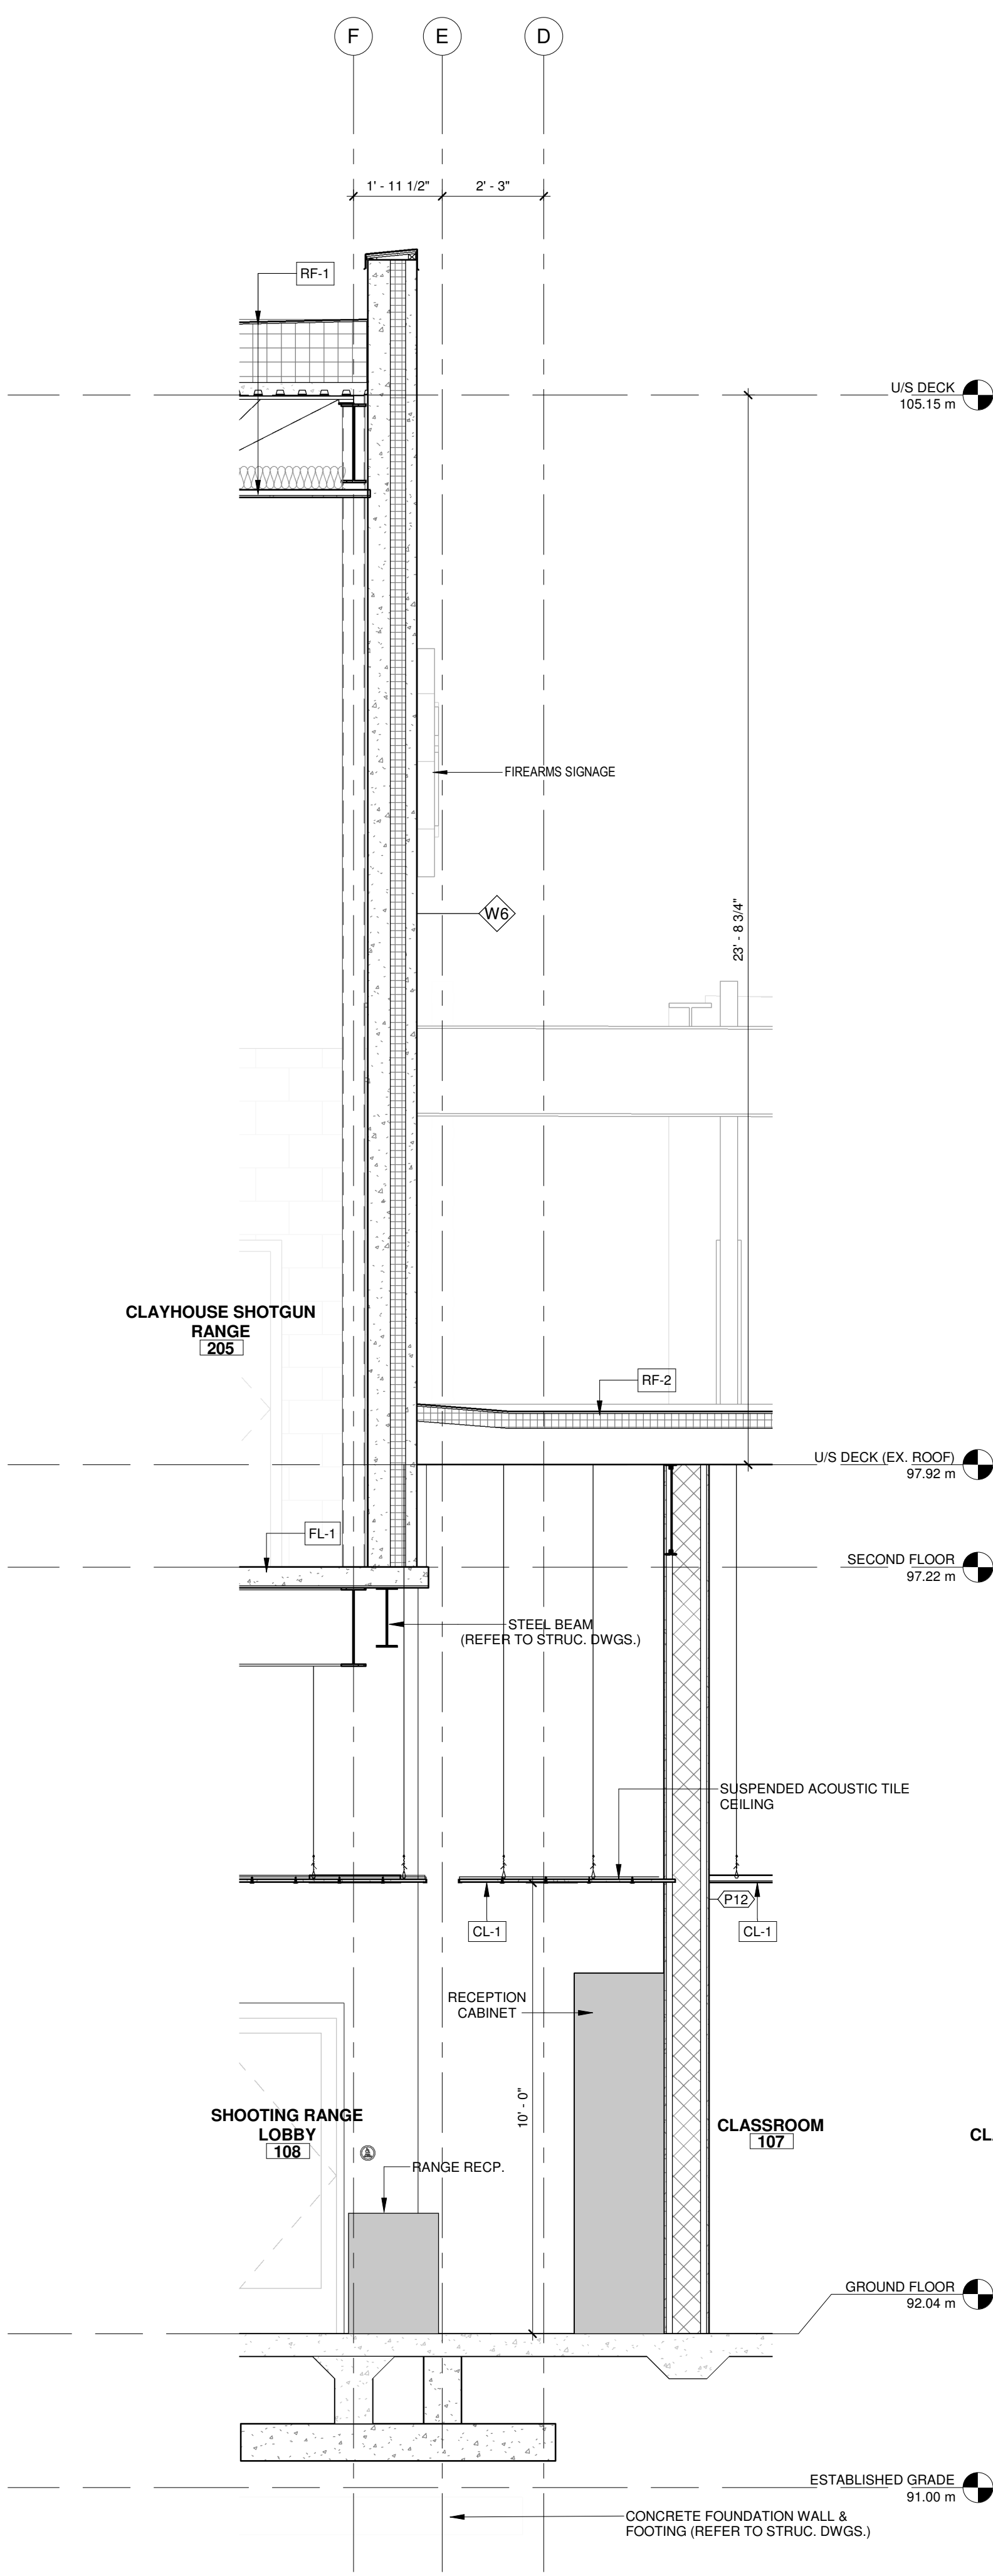 F
E
D
1' - 11 1/2"
2' - 3"
RF-1
U/S DECK
105.15 m
FIREARMS SIGNAGE
W6
23' - 8 3/4"
CLAYHOUSE SHOTGUN
RANGE
205
RF-2
U/S DECK (EX. ROOF)
97.92 m
FL-1
SECOND FLOOR
97.22 m
STEEL BEAM
(REFER TO STRUC. DWGS.)
SUSPENDED ACOUSTIC TILE
CEILING
P12
CL-1
CL-1
RECEPTION
CABINET
10' - 0"
SHOOTING RANGE
LOBBY
108
CLASSROOM
107
CL
RANGE RECP.
GROUND FLOOR
92.04 m
ESTABLISHED GRADE
91.00 m
CONCRETE FOUNDATION WALL &
FOOTING (REFER TO STRUC. DWGS.)